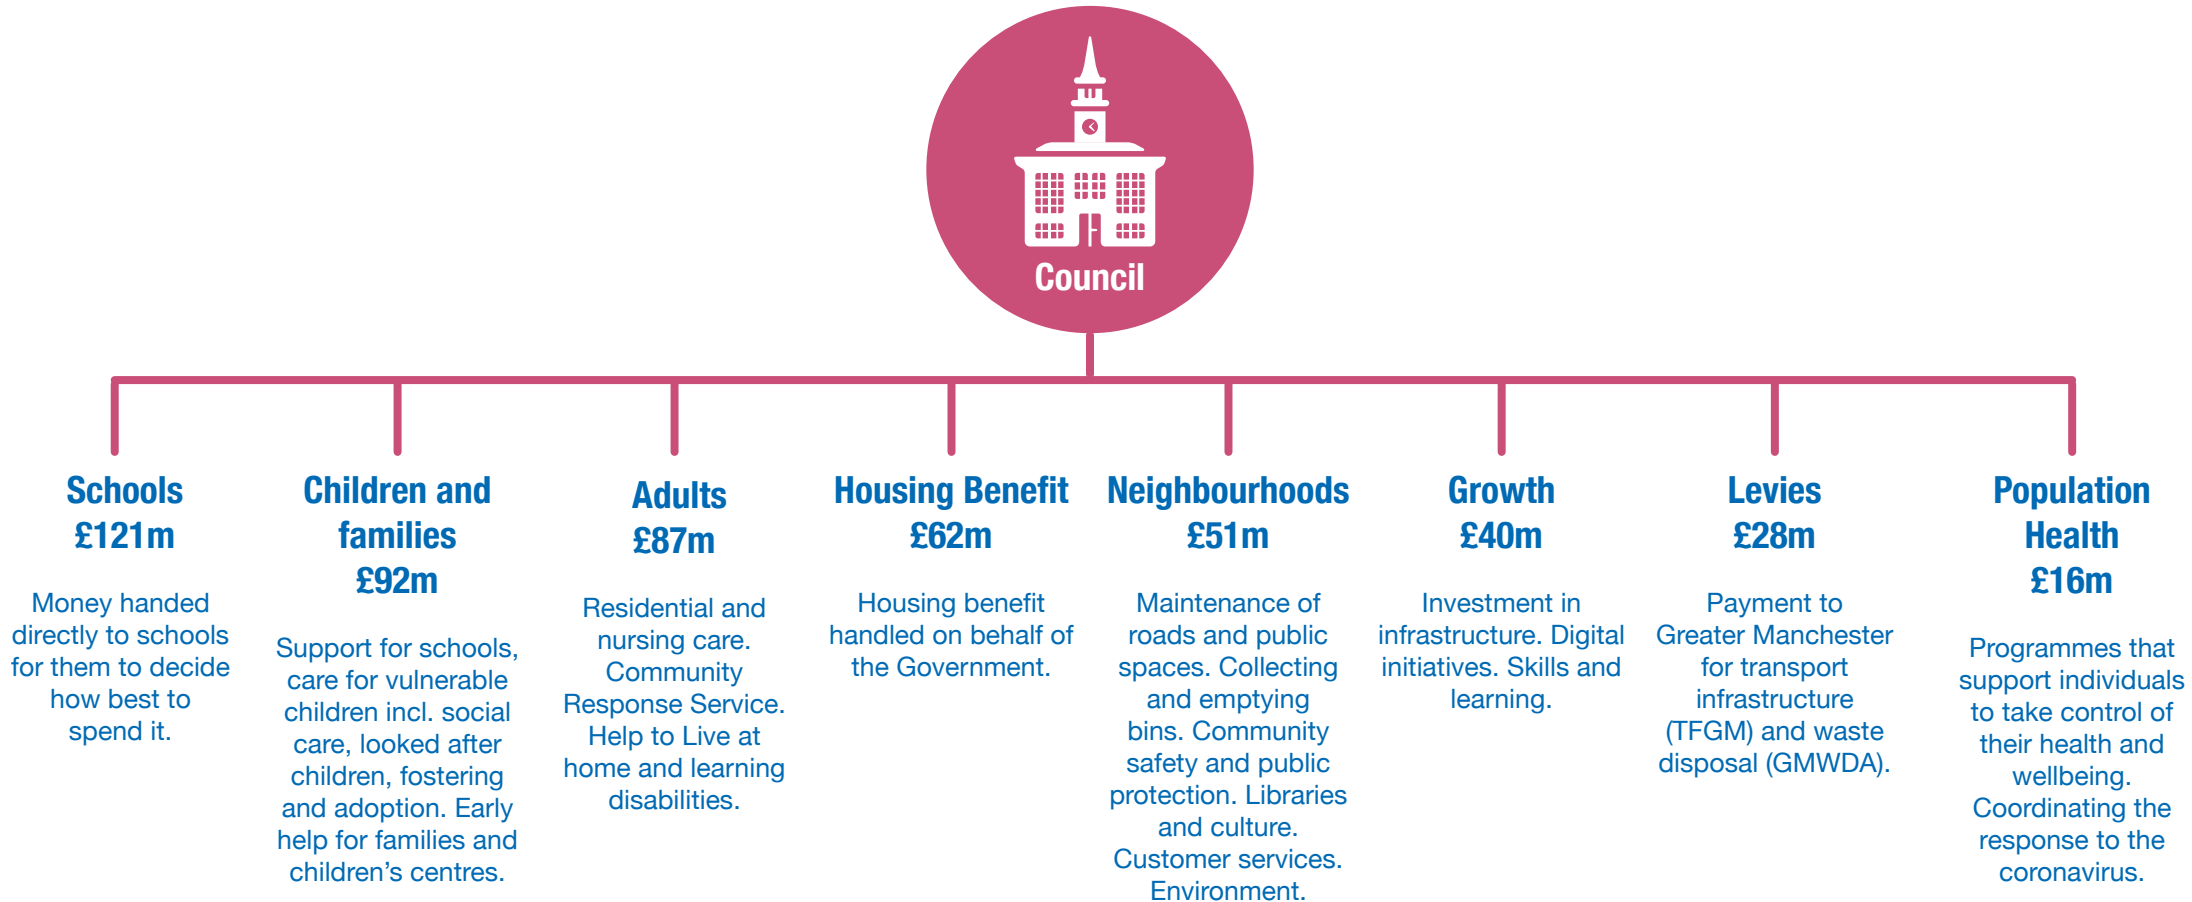 Council
Schools
£121m
Money handed
directly to schools
for them to decide
how best to
spend it.
Children and
families
£92m
Support for schools,
care for vulnerable
children incl. social
care, looked after
children, fostering
and adoption. Early
help for families and
children’s centres.
Adults
£87m
Residential and
nursing care.
Community
Response Service.
Help to Live at
home and learning
disabilities.
Housing Benefit
£62m
Housing benefit
handled on behalf of
the Government.
Neighbourhoods
£51m
Maintenance of
roads and public
spaces. Collecting
and emptying
bins. Community
safety and public
protection. Libraries
and culture.
Customer services.
Environment.
Growth
£40m
Investment in
infrastructure. Digital
initiatives. Skills and
learning.
Levies
£28m
Payment to
Greater Manchester
for transport
infrastructure
(TFGM) and waste
disposal (GMWDA).
Population
Health
£16m
Programmes that
support individuals
to take control of
their health and
wellbeing.
Coordinating the
response to the
coronavirus.